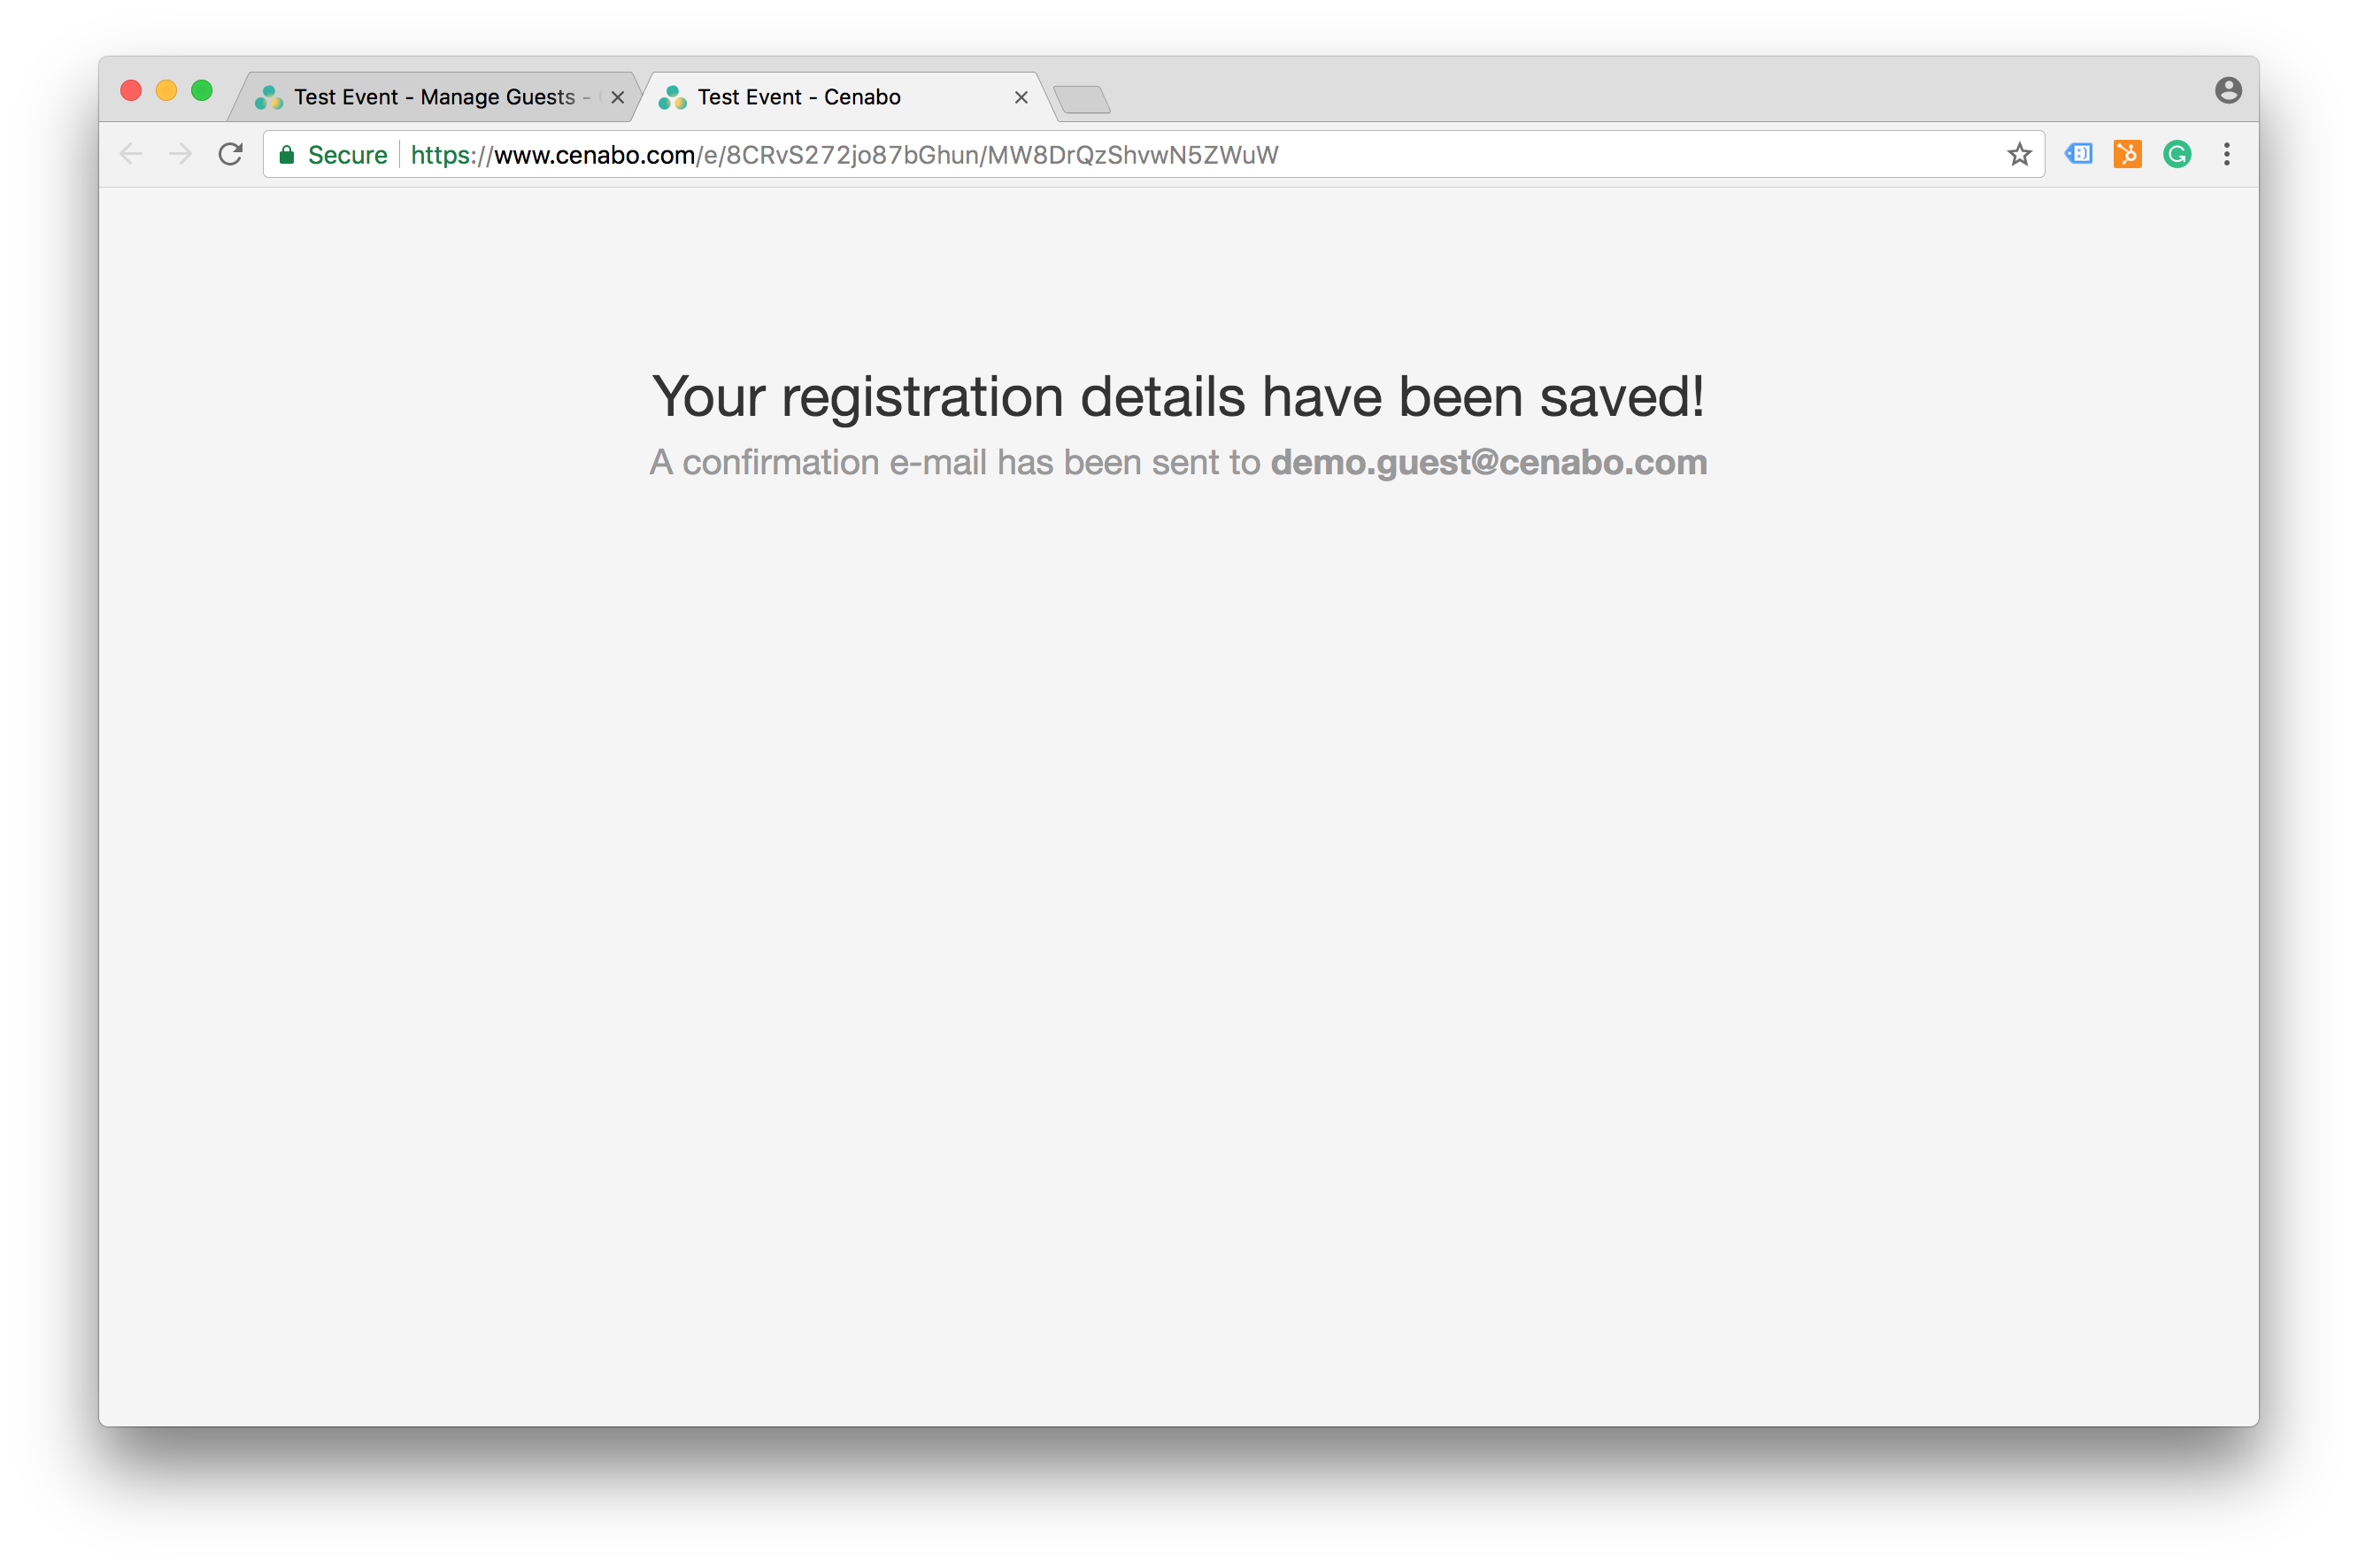 Test Event - Manage Guests -
Test Event - Cenabo
Secure
https://www.cenabo.com/e/8CRvS272jo87bGhun/MW8DrQzShvwN5ZWuW
Your registration details have been saved!
A confirmation e-mail has been sent to demo.guest@cenabo.com